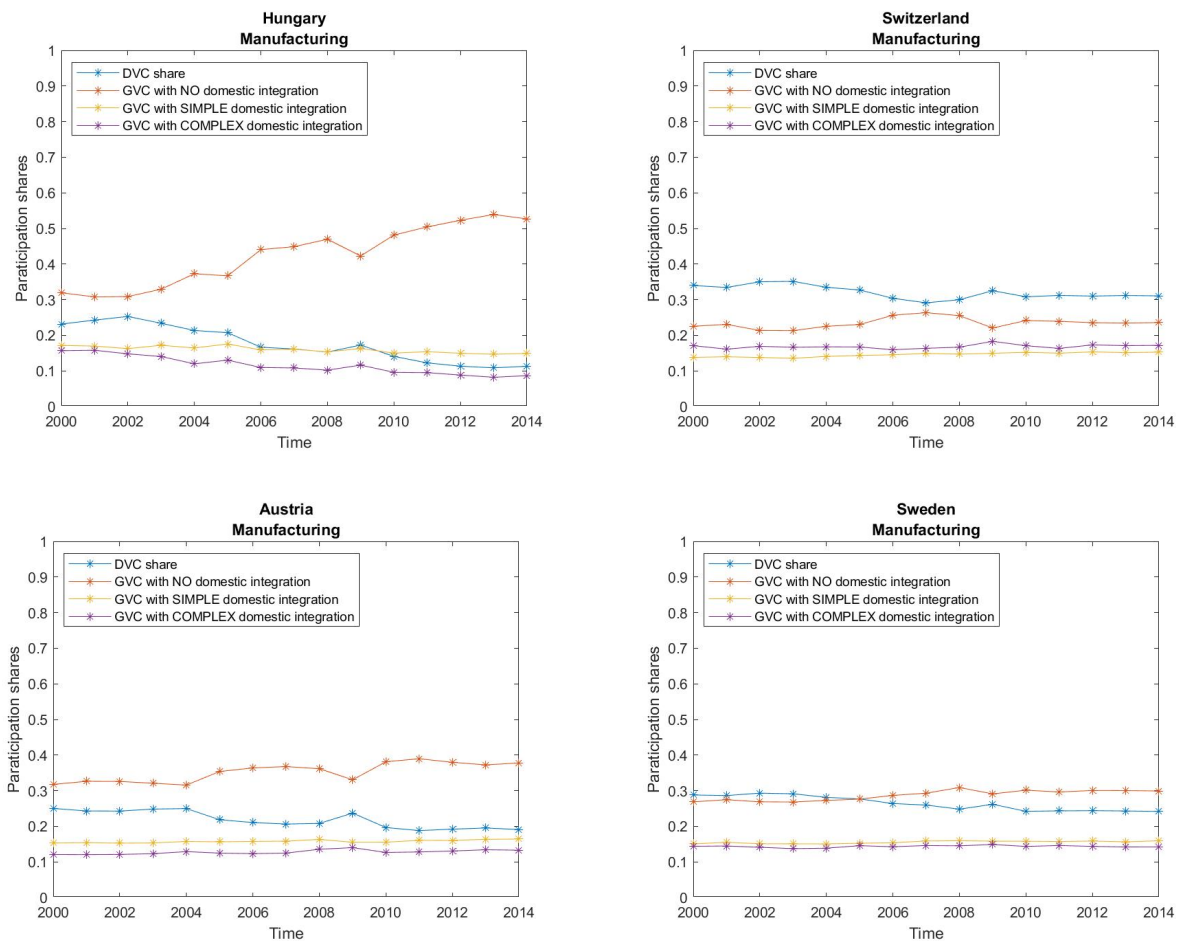 Hungary
Manufacturing
1
0.9
0.8
0.7
0.6
0.5
0.4
0.3
0.2
0.1
0
DVC share
GVC with NO domestic integration
GVC with SIMPLE domestic integration
GVC with COMPLEX domestic integration
Paraticipation shares
2000 2002 2004 2006 2008 2010 2012 2014
Time
Switzerland
Manufacturing
1
0.9
0.8
0.7
0.6
0.5
0.4
0.3
0.2
0.1
0
DVC share
GVC with NO domestic integration
GVC with SIMPLE domestic integration
GVC with COMPLEX domestic integration
Paraticipation shares
2000 2002 2004 2006 2008 2010 2012 2014
Time
Austria
Manufacturing
1
0.9
0.8
0.7
0.6
0.5
0.4
0.3
0.2
0.1
0
DVC share
GVC with NO domestic integration
GVC with SIMPLE domestic integration
GVC with COMPLEX domestic integration
Paraticipation shares
2000 2002 2004 2006 2008 2010 2012 2014
Time
Sweden
Manufacturing
1
0.9
0.8
0.7
0.6
0.5
0.4
0.3
0.2
0.1
0
DVC share
GVC with NO domestic integration
GVC with SIMPLE domestic integration
GVC with COMPLEX domestic integration
Paraticipation shares
2000 2002 2004 2006 2008 2010 2012 2014
Time